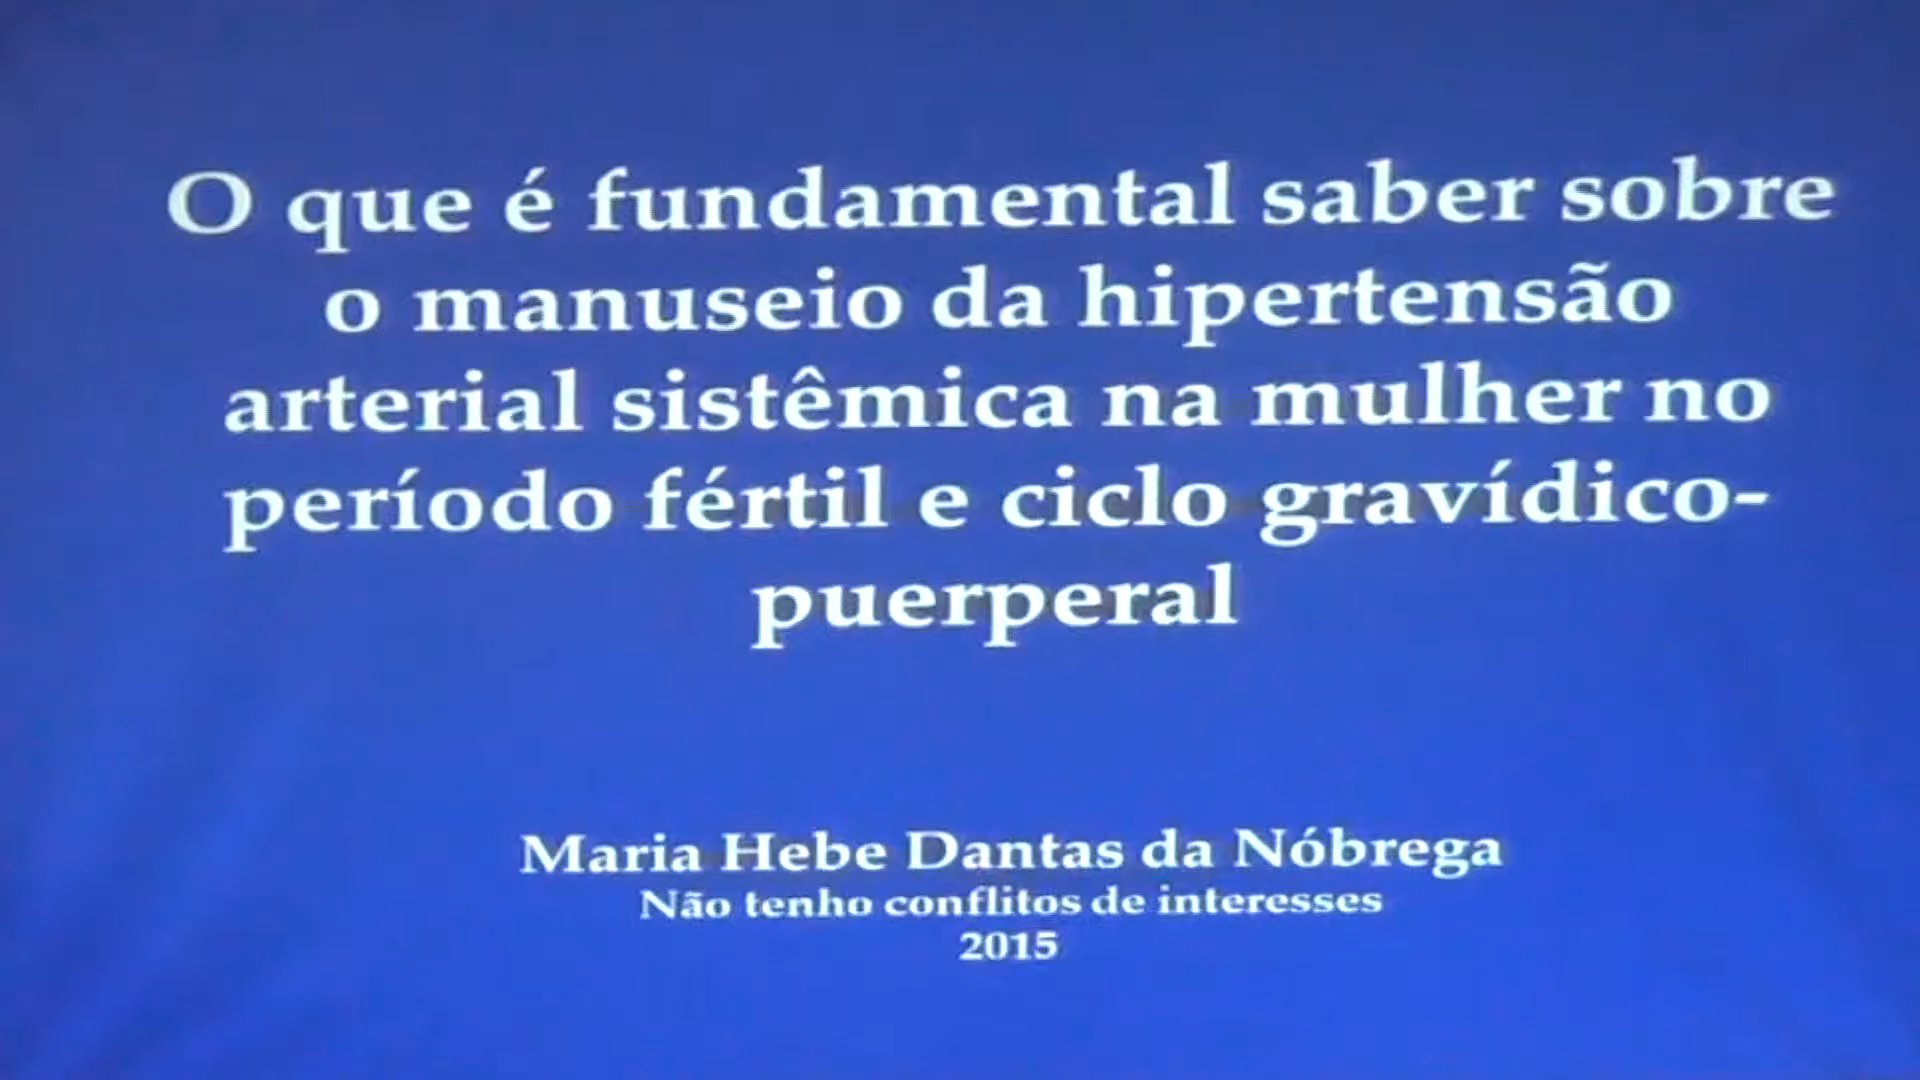 O que é fundamental saber sobre
o manuseio da hipertensão
arterial sistêmica na mulher no
período fértil e ciclo gravídico-
puerperal
Maria Hebe Dantas da Nóbrega
Não tenho conflitos de interesses
2015